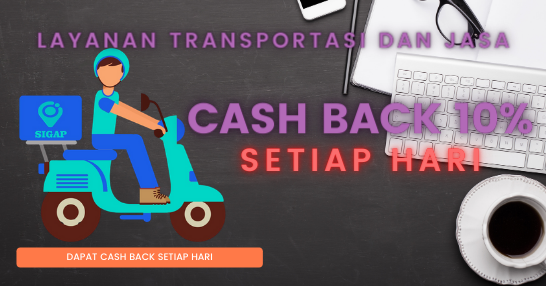 LAYANAN TRANSPORTASI DAN JASA
SIGAP
CASH BACK 10%
SETIAP HARI
DAPAT CASH BACK SETIAP HARI